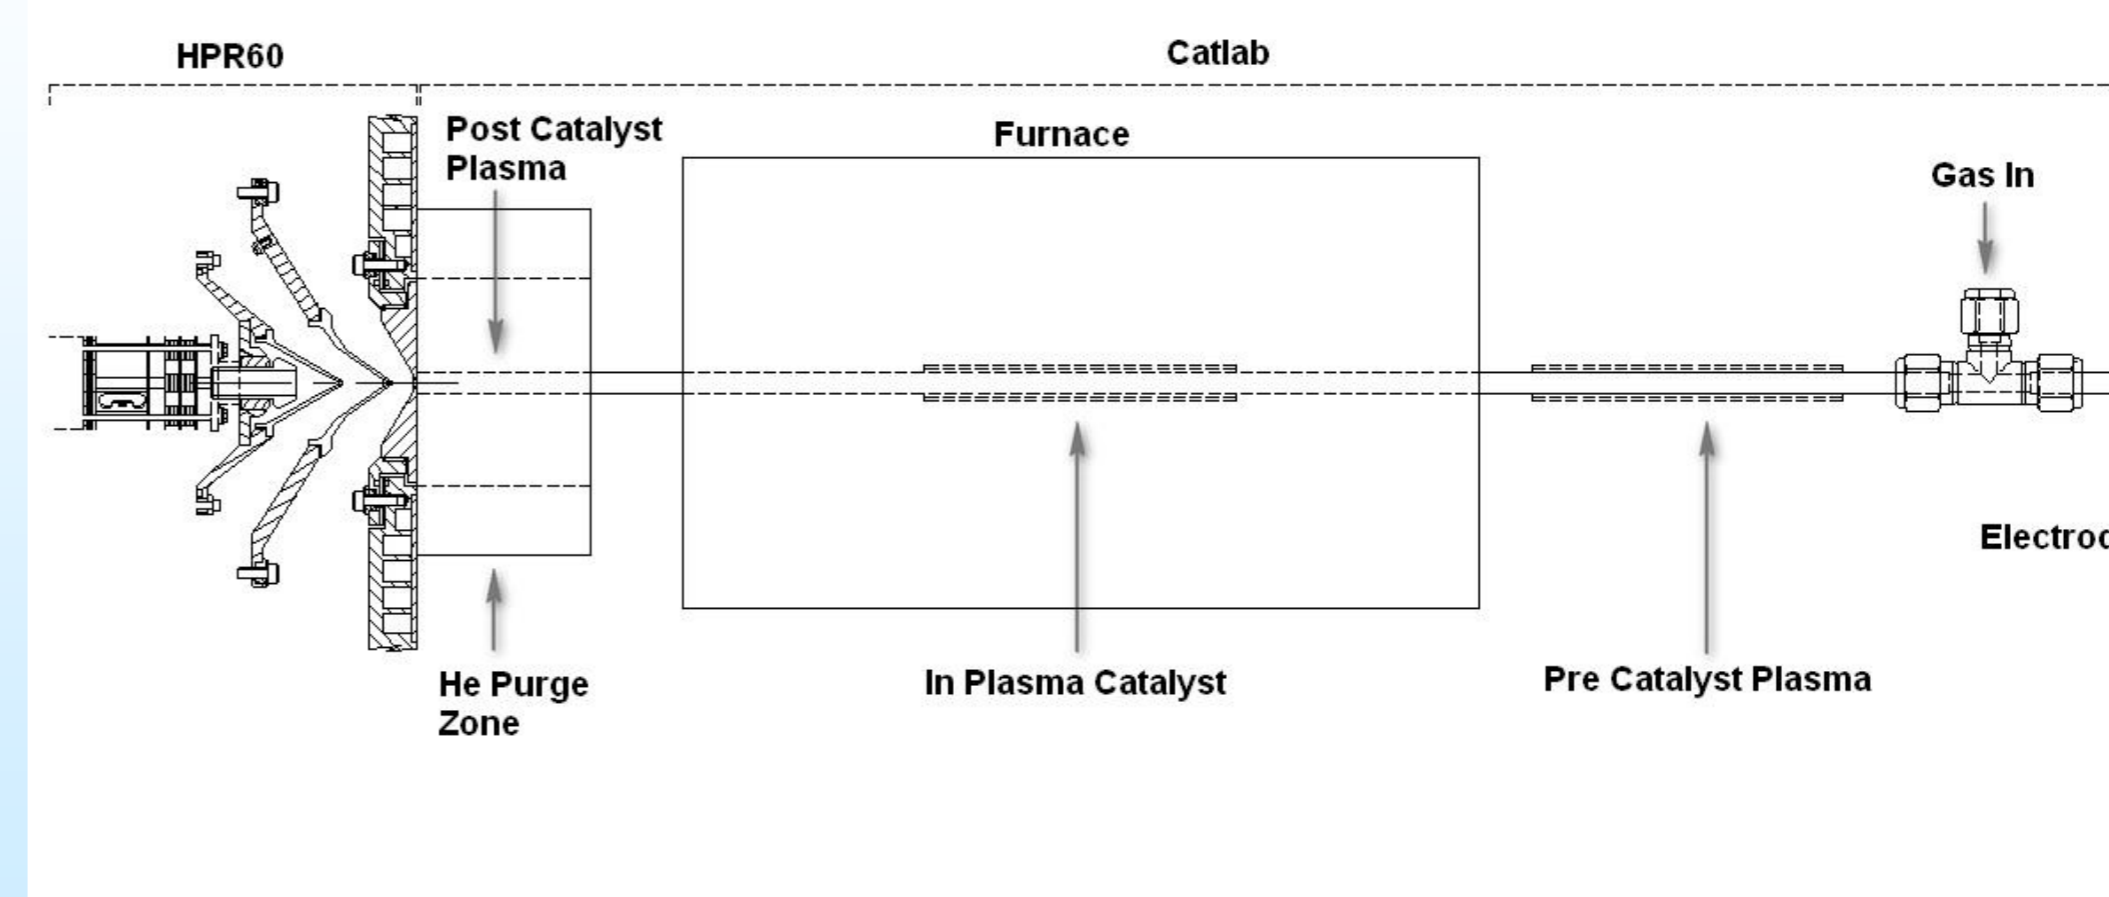 HPR60
Catlab
Post Catalyst
Plasma
Furnace
Gas In
Electrod
He Purge
Zone
In Plasma Catalyst
Pre Catalyst Plasma